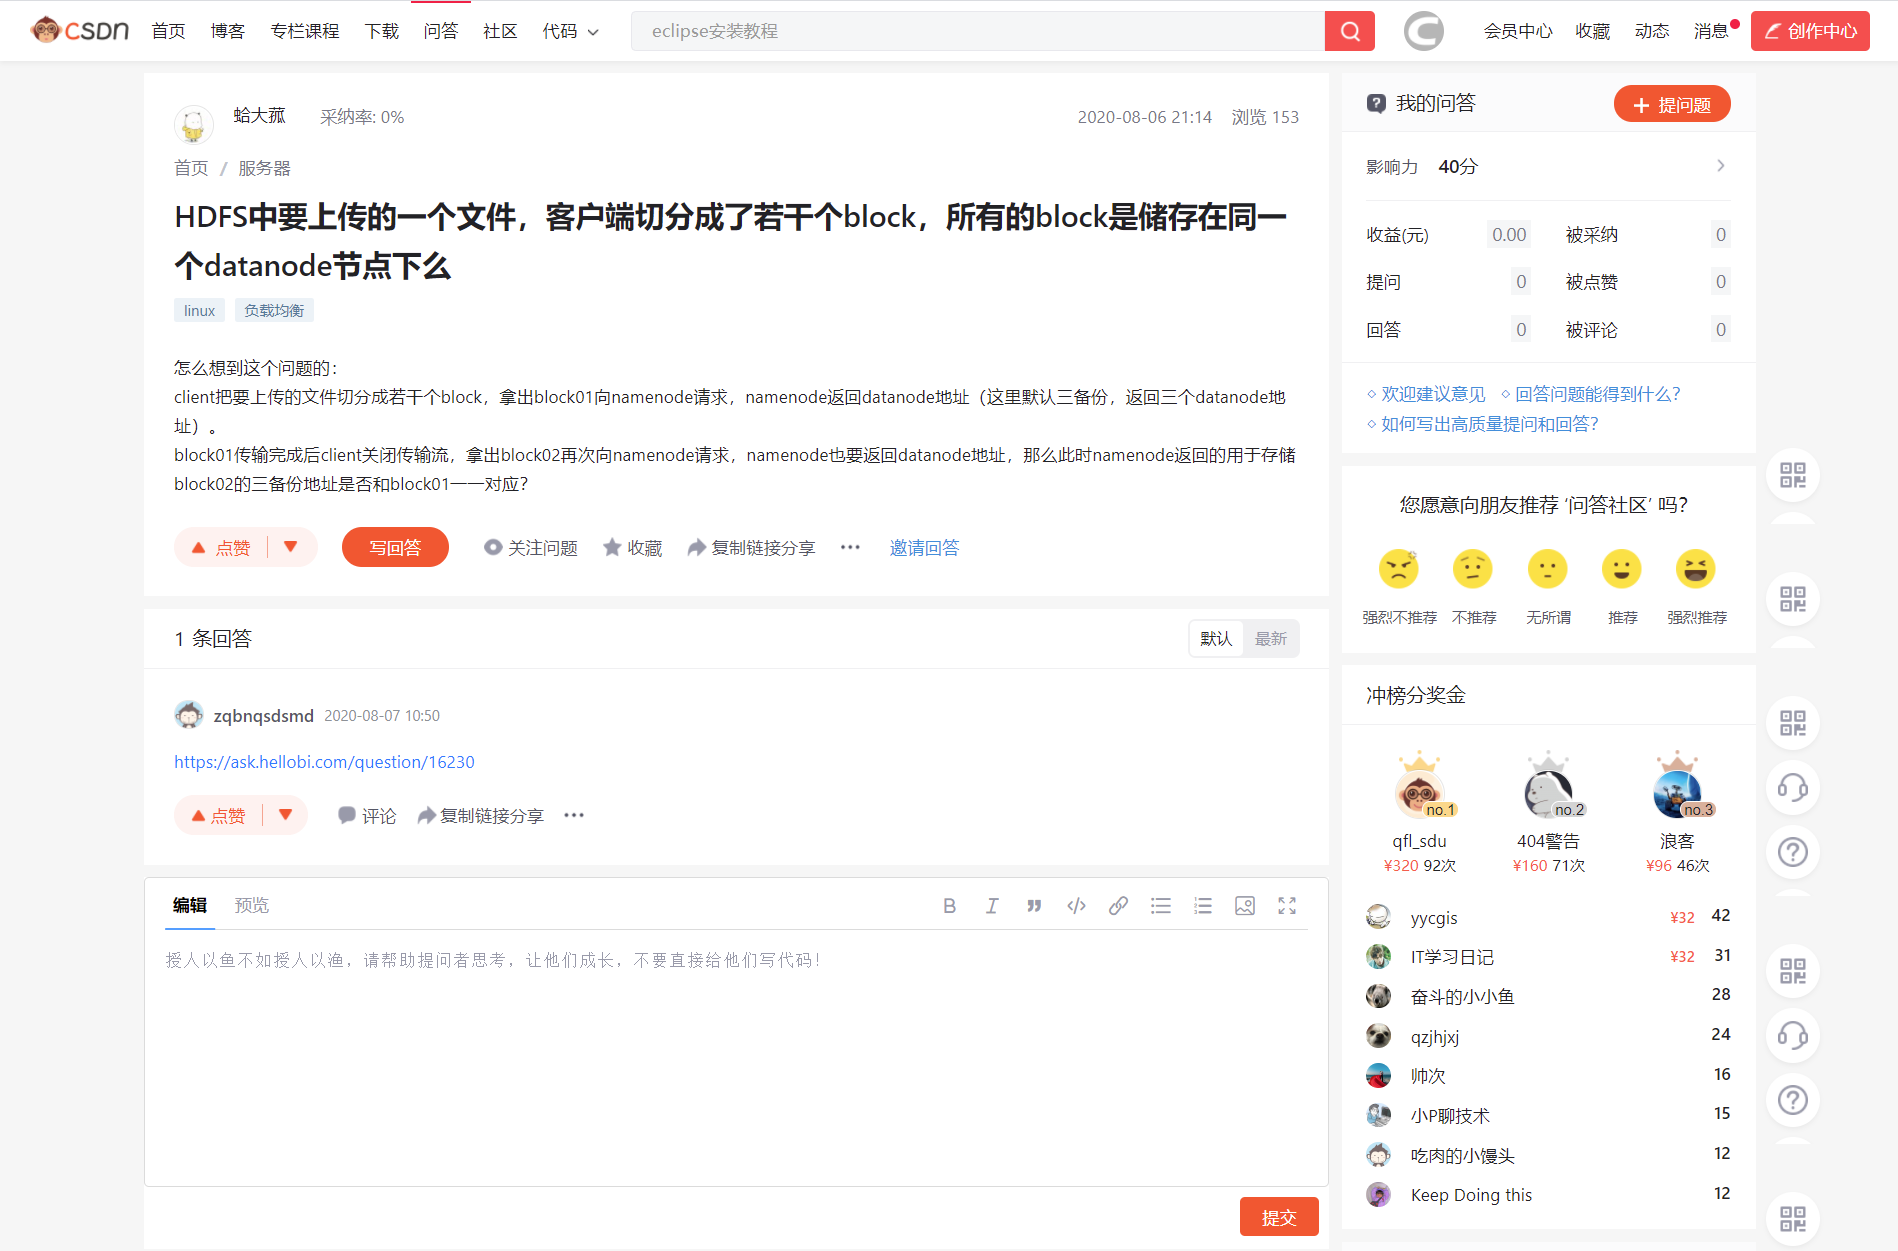 CSDN 首页 博客 专栏课程 下载 问答 社区 代码 eclipse安装教程 会员中心 收藏 动态 消息 创作中心
蛤大菰 采纳率: 0% 2020-08-06 21:14 浏览 153
首页 / 服务器
HDFS中要上传的一个文件，客户端切分成了若干个block，所有的block是储存在同一
个datanode节点下么
linux 负载均衡
怎么想到这个问题的：
client把要上传的文件切分成若干个block，拿出block01向namenode请求，namenode返回datanode地址（这里默认三备份，返回三个datanode地
址）。
block01传输完成后client关闭传输流，拿出block02再次向namenode请求，namenode也要返回datanode地址，那么此时namenode返回的用于存储
block02的三备份地址是否和block01一一对应？
点赞 写回答 关注问题 收藏 复制链接分享 ··· 邀请回答
1 条回答 默认 最新
zqbnqsdsmd 2020-08-07 10:50
https://ask.hellobi.com/question/16230
点赞 评论 复制链接分享 ···
编辑 预览
授人以鱼不如授人以渔，请帮助提问者思考，让他们成长，不要直接给他们写代码！
提交
我的问答 + 提问题
影响力 40分
收益(元) 0.00 被采纳 0
提问 0 被点赞 0
回答 0 被评论 0
欢迎建议意见 回答问题能得到什么？
如何写出高质量提问和回答？
您愿意向朋友推荐 ‘问答社区’ 吗？
强烈不推荐 不推荐 无所谓 推荐 强烈推荐
冲榜分奖金
no.1 no.2 no.3
qfl_sdu 404警告 浪客
¥320 92次 ¥160 71次 ¥96 46次
yycgis ¥32 42
IT学习日记 ¥32 31
奋斗的小小鱼 28
qzjhjxj 24
帅次 16
小P聊技术 15
吃肉的小馒头 12
Keep Doing this 12